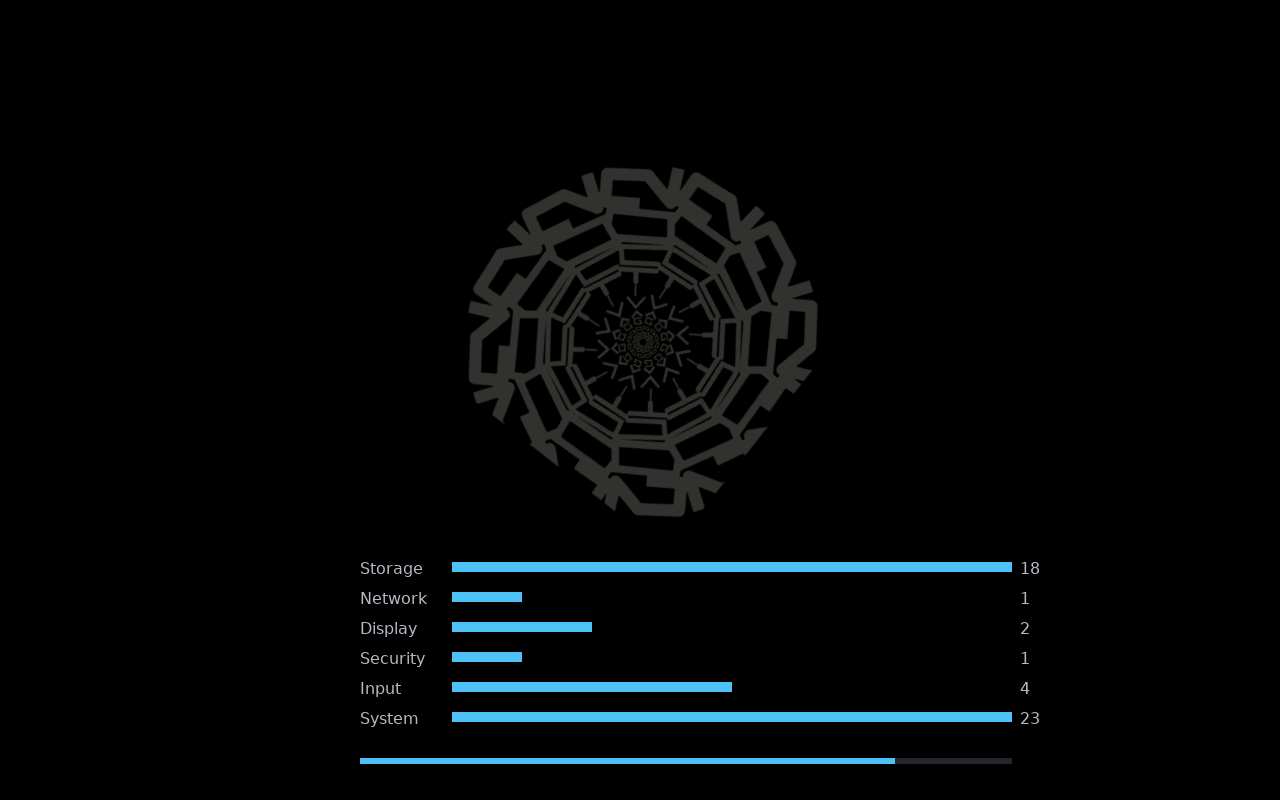 Storage 18
Network 1
Display 2
Security 1
Input 4
System 23